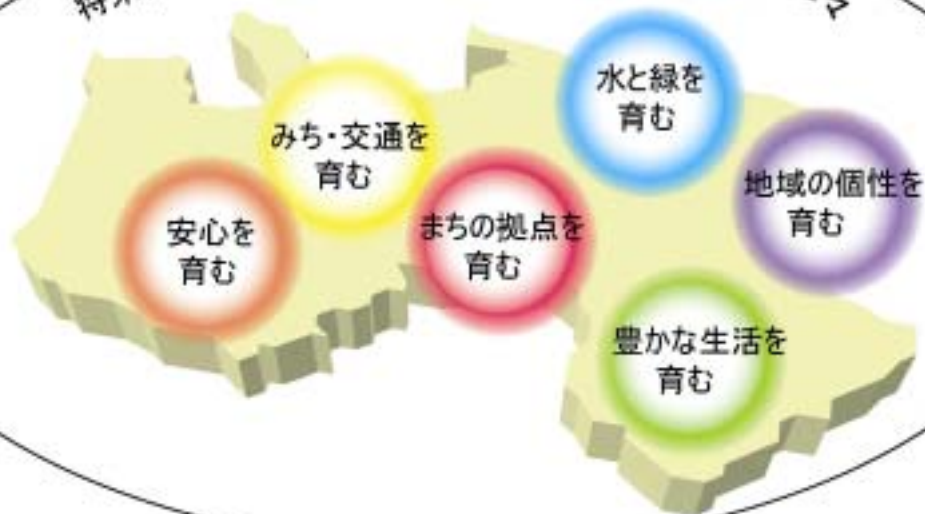 水と緑を
育む
みち・交通を
育む
地域の個性を
育む
まちの拠点を
育む
安心を
育む
豊かな生活を
育む